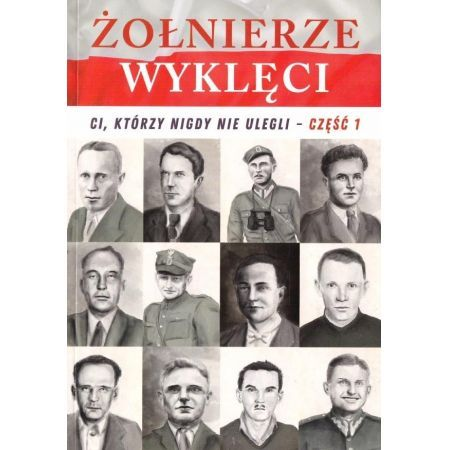 ŻOŁNIERZE
WYKLĘCI
CI, KTÓRZY NIGDY NIE ULEGLI – CZĘŚĆ 1